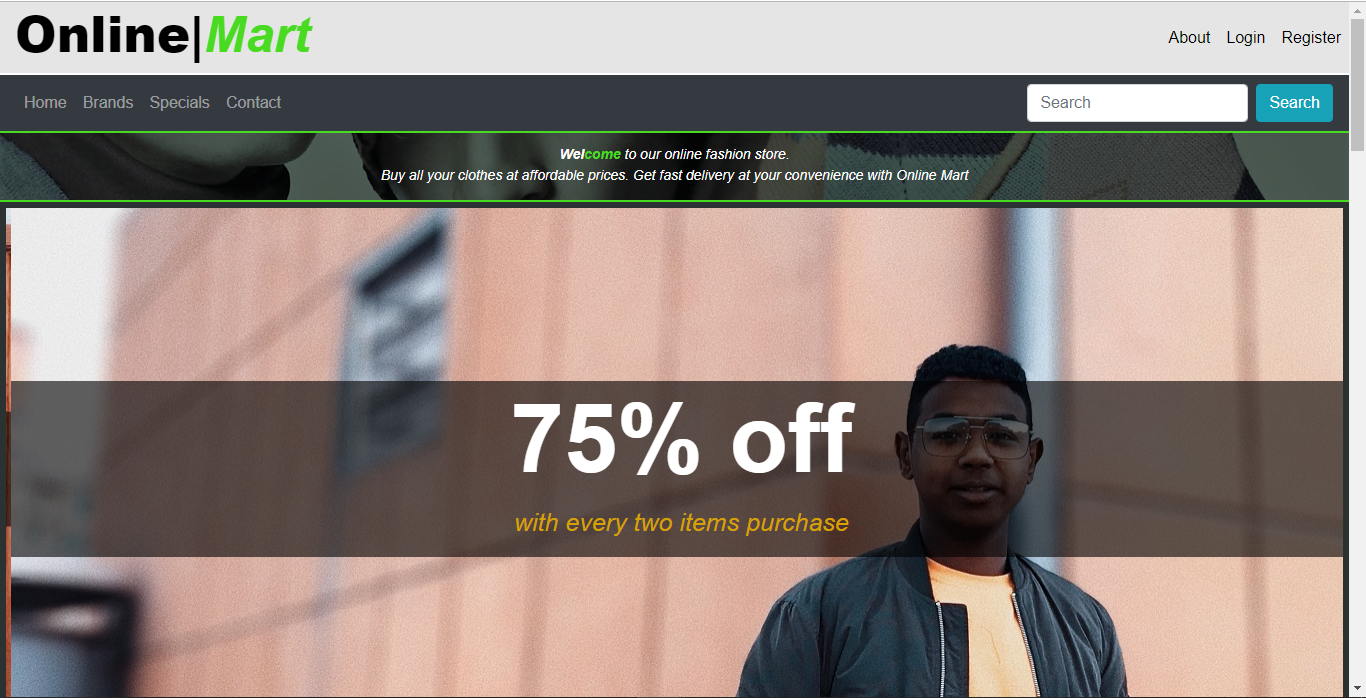 Online|Mart
About Login Register
Home Brands Specials Contact
Search Search
Welcome to our online fashion store.
Buy all your clothes at affordable prices. Get fast delivery at your convenience with Online Mart
75% off
with every two items purchase